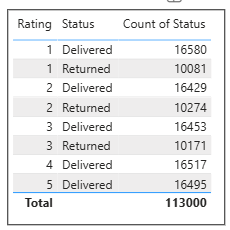 Rating Status Count of Status
1 Delivered 16580
1 Returned 10081
2 Delivered 16429
2 Returned 10274
3 Delivered 16453
3 Returned 10171
4 Delivered 16517
5 Delivered 16495
Total 113000